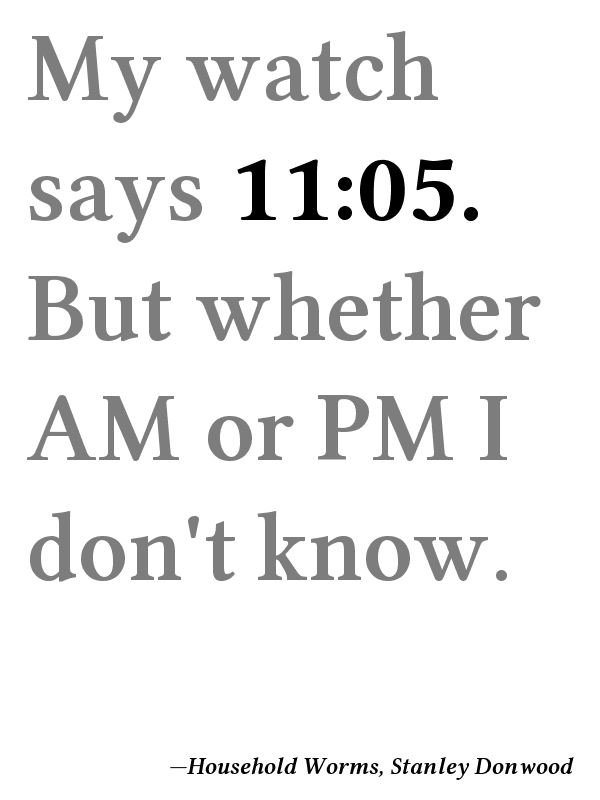 My watch
says 11:05.
But whether
AM or PM I
don't know.
—Household Worms, Stanley Donwood